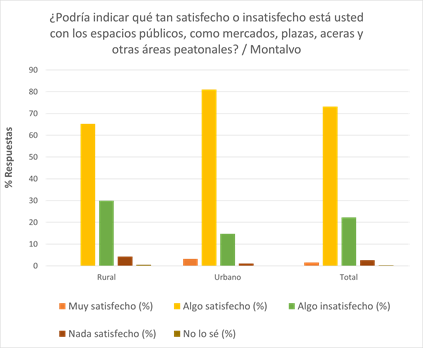 ¿Podría indicar qué tan satisfecho o insatisfecho está usted
con los espacios públicos, como mercados, plazas, aceras y
otras áreas peatonales? / Montalvo
% Respuestas
90
80
70
60
50
40
30
20
10
0
Rural Urbano Total
Muy satisfecho (%) Algo satisfecho (%) Algo insatisfecho (%)
Nada satisfecho (%) No lo sé (%)